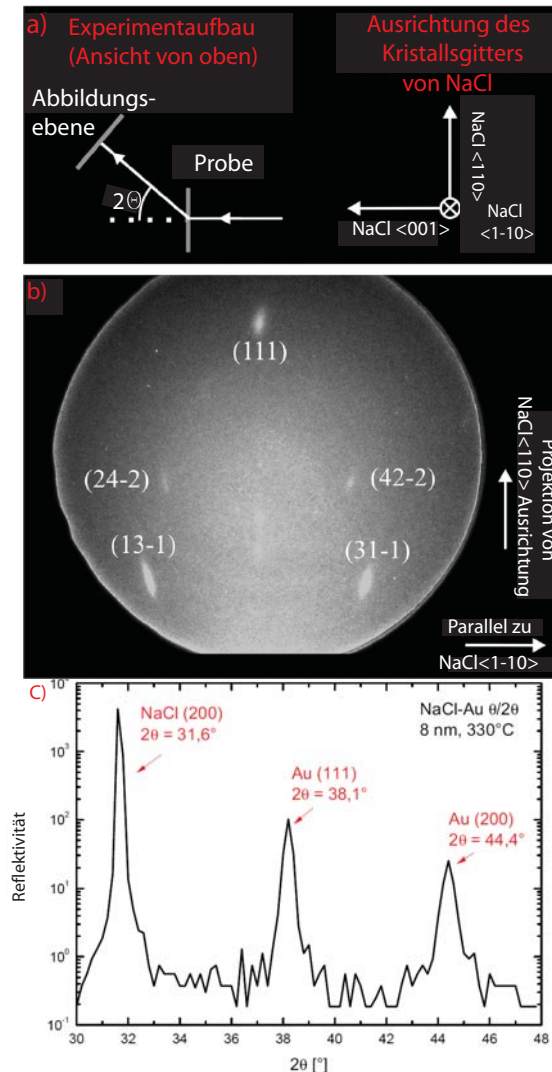 a)
Experimentaufbau
(Ansicht von oben)
Ausrichtung des
Kristallsgitters
von NaCl
Abbildungs-
ebene
Probe
2Θ
NaCl <110>
NaCl <001>
NaCl
<1-10>
b)
(111)
(24-2)
(42-2)
(13-1)
(31-1)
Projektron von
NaCl<110> Ausrichtung
Parallel zu
NaCl<1-10>
C)
NaCl (200)
2θ = 31,6°
NaCl-Au θ/2θ
8 nm, 330°C
Au (111)
2θ = 38,1°
Au (200)
2θ = 44,4°
Reflektivität
10⁴
10³
10²
10¹
10⁰
10⁻¹
30 32 34 36 38 40 42 44 46 48
2θ [°]